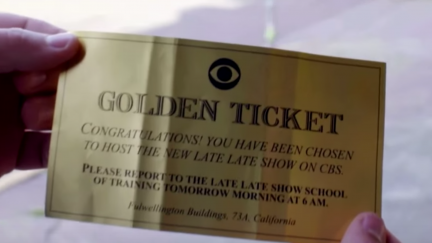 GOLDEN TICKET
CONGRATULATIONS! YOU HAVE BEEN CHOSEN
TO HOST THE NEW LATE LATE SHOW ON CBS.
PLEASE REPORT TO THE LATE LATE SHOW SCHOOL
OF TRAINING TOMORROW MORNING AT 6 AM.
Fulwellington Buildings, 73A, California